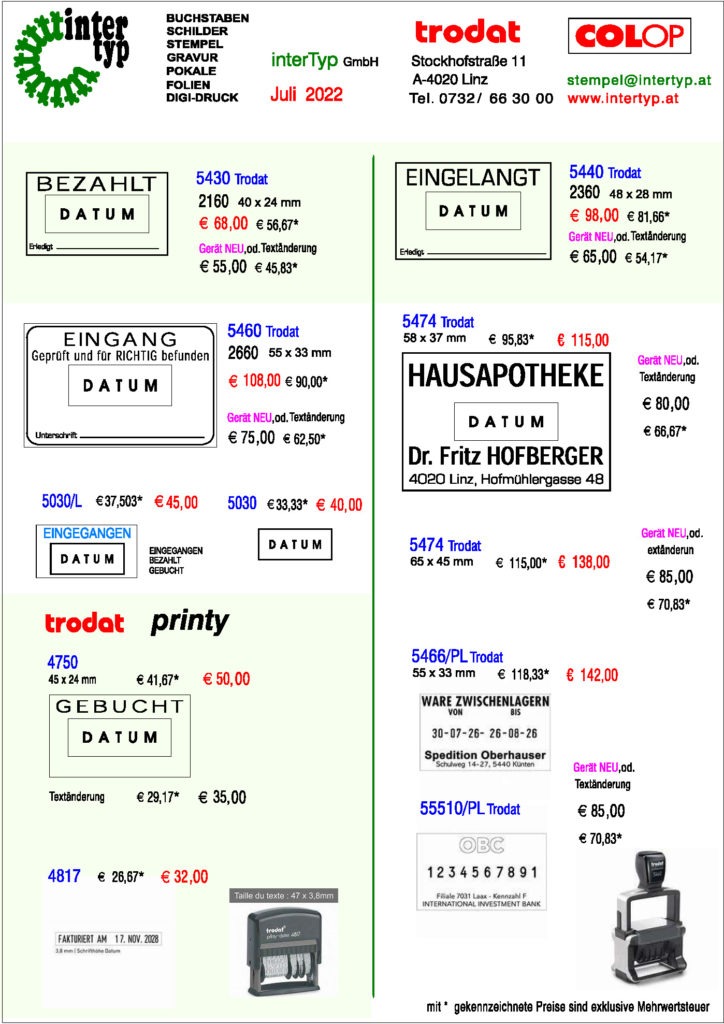 inter
typ
BUCHSTABEN
SCHILDER
STEMPEL
GRAVUR
POKALE
FOLIEN
DIGI-DRUCK
interTyp GmbH
Juli 2022
trodat
Stockhofstraße 11
A-4020 Linz
Tel. 0732/ 66 30 00
COLOP
stempel@intertyp.at
www.intertyp.at
BEZAHLT
DATUM
Erledigt
5430 Trodat
2160 40 x 24 mm
€ 68,00 € 56,67*
Gerät NEU,od.Textänderung
€ 55,00 € 45,83*
EINGELANGT
DATUM
Erledigt
5440 Trodat
2360 48 x 28 mm
€ 98,00 € 81,66*
Gerät NEU,od.Textänderung
€ 65,00 € 54,17*
EINGANG
Geprüft und für RICHTIG befunden
DATUM
Unterschrift
5460 Trodat
2660 55 x 33 mm
€ 108,00 € 90,00*
Gerät NEU,od.Textänderung
€ 75,00 € 62,50*
5474 Trodat
58 x 37 mm € 95,83* € 115,00
HAUSAPOTHEKE
DATUM
Dr. Fritz HOFBERGER
4020 Linz, Hofmühlergasse 48
Gerät NEU,od.
Textänderung
€ 80,00
€ 66,67*
5030/L € 37,503* € 45,00
EINGEGANGEN
DATUM
EINGEGANGEN
BEZAHLT
GEBUCHT
5030 € 33,33* € 40,00
DATUM
5474 Trodat
65 x 45 mm € 115,00* € 138,00
Gerät NEU,od.
extänderun
€ 85,00
€ 70,83*
trodat printy
4750
45 x 24 mm € 41,67* € 50,00
GEBUCHT
DATUM
Textänderung € 29,17* € 35,00
5466/PL Trodat
55 x 33 mm € 118,33* € 142,00
WARE ZWISCHENLAGERN
VON BIS
30-07-26- 26-08-26
Spedition Oberhauser
Schulweg 14-27, 5440 Künten
Gerät NEU,od.
Textänderung
€ 85,00
€ 70,83*
55510/PL Trodat
OBC
1234567891
Filiale 7031 Laax - Kennzahl F
INTERNATIONAL INVESTMENT BANK
4817 € 26,67* € 32,00
FAKTURIERT AM 17. NOV. 2028
3,8 mm | Schrifthöhe Datum
Taille du texte : 47 x 3,8mm
trodat
printy-dater 4817
trodat
trodat
mit * gekennzeichnete Preise sind exklusive Mehrwertsteuer